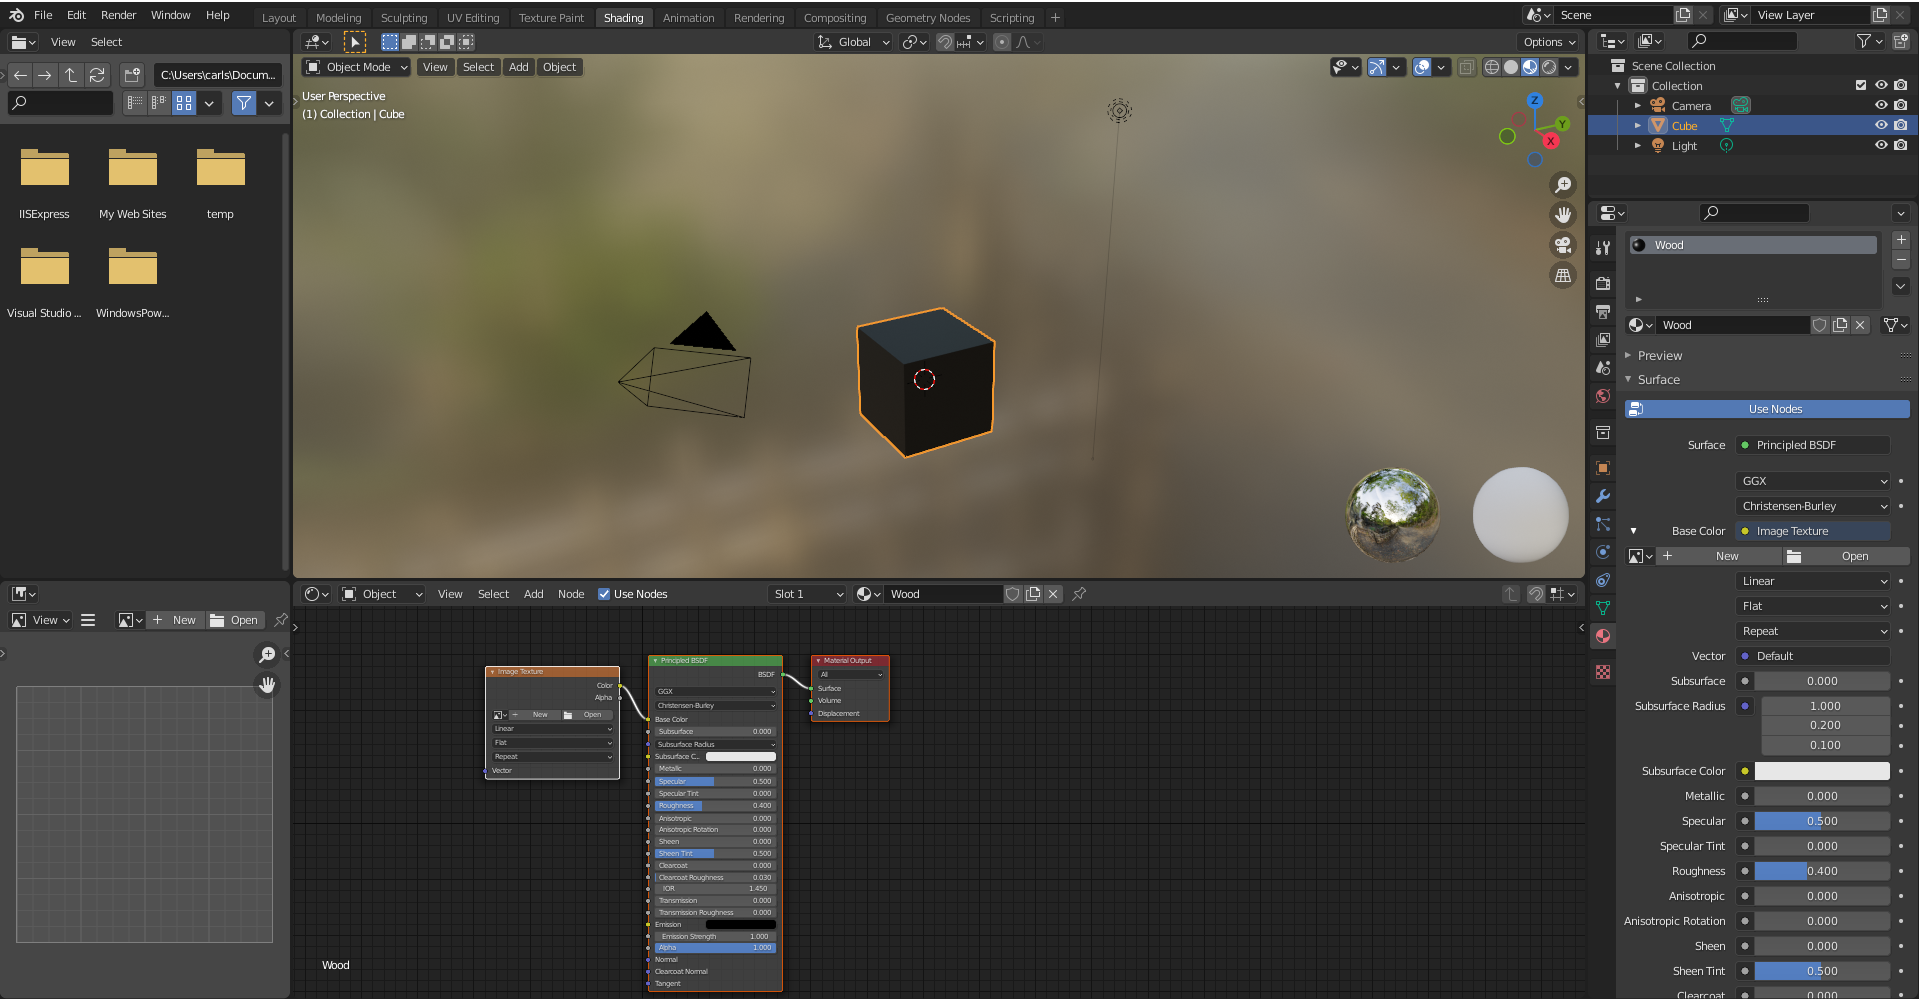 File Edit Render Window Help
Layout Modeling Sculpting UV Editing Texture Paint Shading Animation Rendering Compositing Geometry Nodes Scripting +
Scene
View Layer
View Select
Global
Options
C:\Users\carls\Docum...
Object Mode View Select Add Object
User Perspective
(1) Collection | Cube
Z
Y
X
IISExpress My Web Sites temp
Visual Studio ... WindowsPow...
Scene Collection
Collection
Camera
Cube
Light
Wood
Wood
Preview
Surface
Use Nodes
Surface Principled BSDF
GGX
Christensen-Burley
Base Color Image Texture
New Open
Linear
Flat
Repeat
Vector Default
Subsurface 0.000
Subsurface Radius 1.000
0.200
0.100
Subsurface Color
Metallic 0.000
Specular 0.500
Specular Tint 0.000
Roughness 0.400
Anisotropic 0.000
Anisotropic Rotation 0.000
Sheen 0.000
Sheen Tint 0.500
Clearcoat 0.000
View New Open
Object View Select Add Node Use Nodes Slot 1 Wood
Image Texture
Color
Alpha
New Open
Linear
Flat
Repeat
Vector
Principled BSDF
BSDF
GGX
Christensen-Burley
Base Color
Subsurface 0.000
Subsurface Radius
Subsurface C...
Metallic 0.000
Specular 0.500
Specular Tint 0.000
Roughness 0.400
Anisotropic 0.000
Anisotropic Rotation 0.000
Sheen 0.000
Sheen Tint 0.500
Clearcoat 0.000
Clearcoat Roughness 0.030
IOR 1.450
Transmission 0.000
Transmission Roughness 0.000
Emission
Emission Strength 1.000
Alpha 1.000
Normal
Clearcoat Normal
Tangent
Material Output
All
Surface
Volume
Displacement
Wood